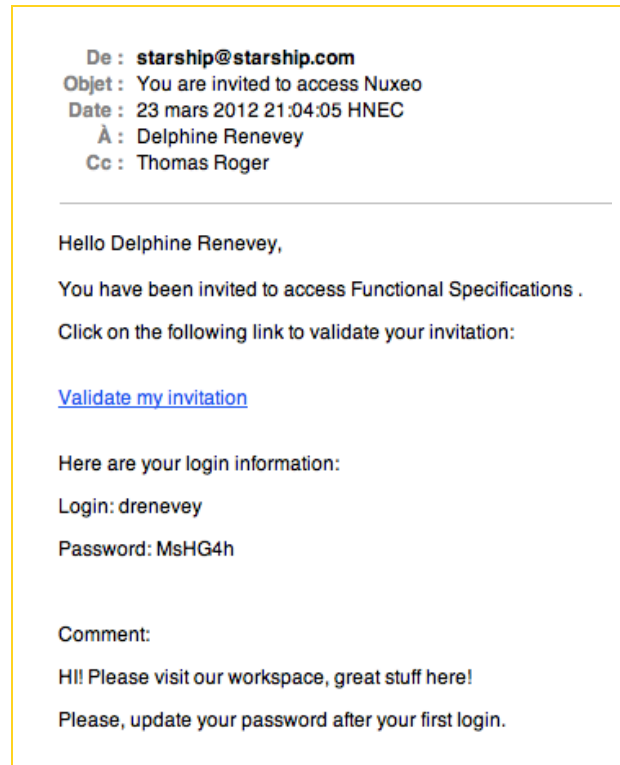 De : starship@starship.com
Objet : You are invited to access Nuxeo
Date : 23 mars 2012 21:04:05 HNEC
À : Delphine Renevey
Cc : Thomas Roger
Hello Delphine Renevey,
You have been invited to access Functional Specifications .
Click on the following link to validate your invitation:
Validate my invitation
Here are your login information:
Login: drenevey
Password: MsHG4h
Comment:
HI! Please visit our workspace, great stuff here!
Please, update your password after your first login.